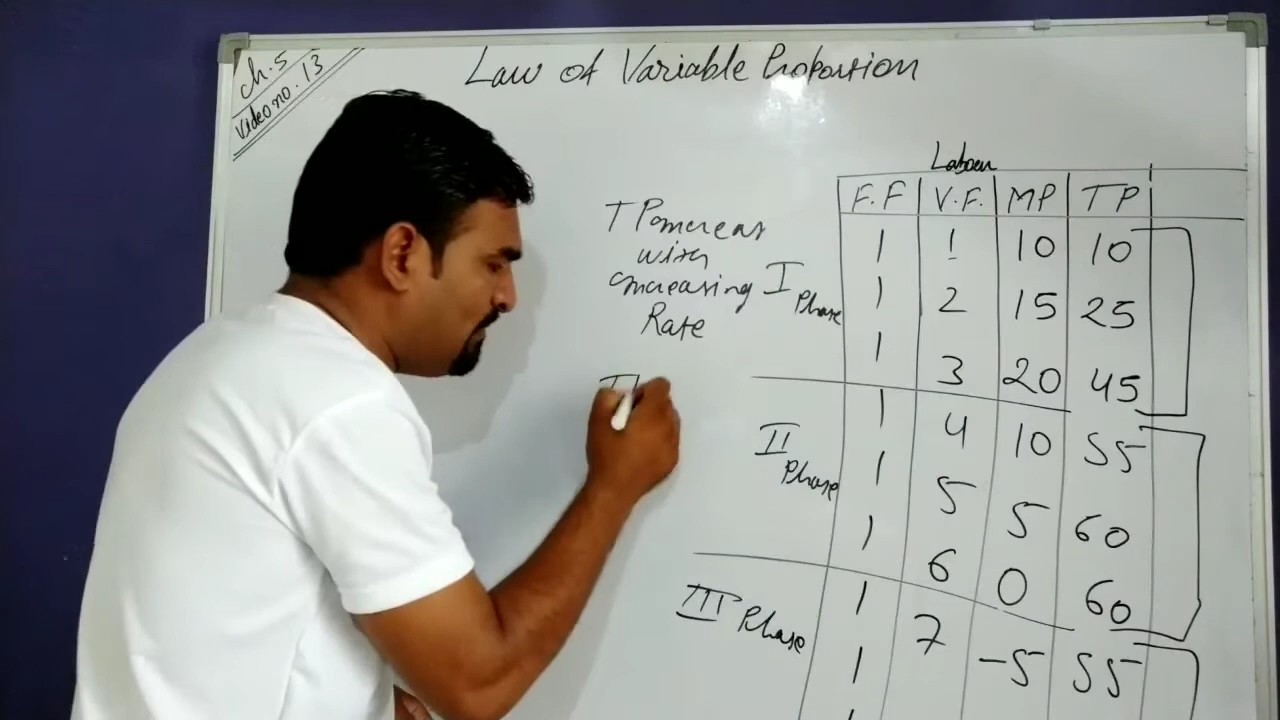 Ch.5
Video no. 13
Law of Variable Proportion
Labour
F.F V.F. MP TP
1 1 10 10
1 2 15 25
1 3 20 45
1 4 10 55
1 5 5 60
1 6 0 60
1 7 -5 55
1
TP increas
with
increasing
Rate
I Phase
II Phase
III Phase